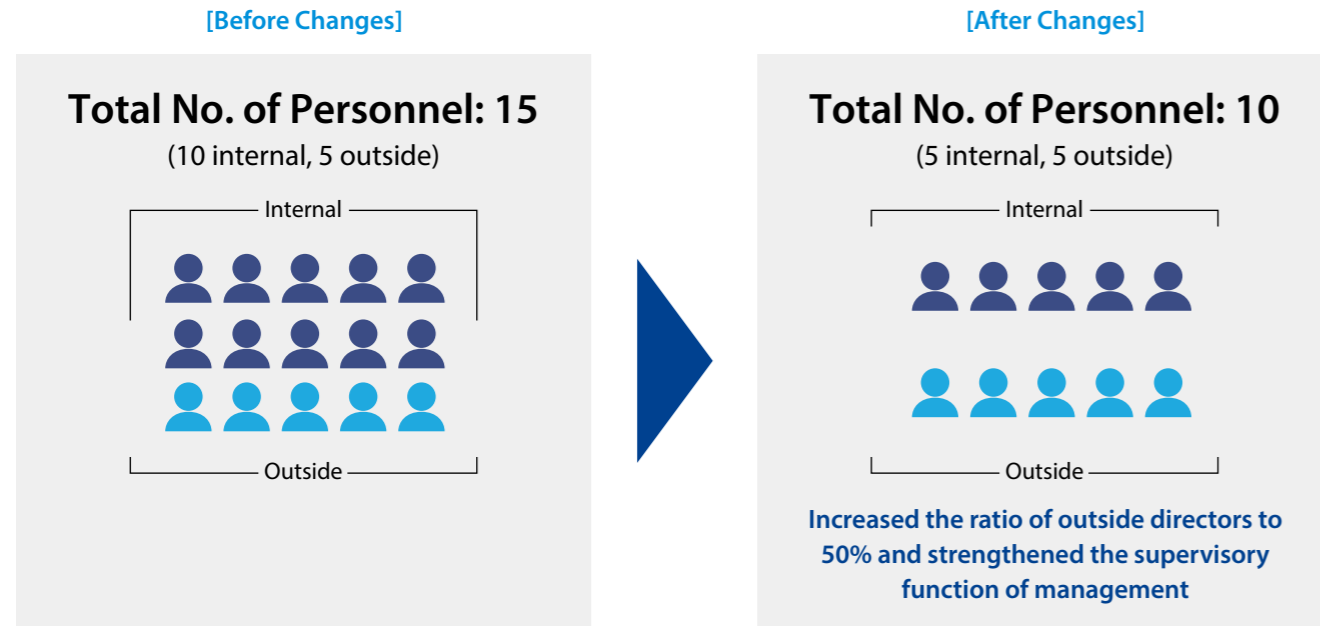 [Before Changes]
Total No. of Personnel: 15
(10 internal, 5 outside)
Internal
Outside
[After Changes]
Total No. of Personnel: 10
(5 internal, 5 outside)
Internal
Outside
Increased the ratio of outside directors to
50% and strengthened the supervisory
function of management